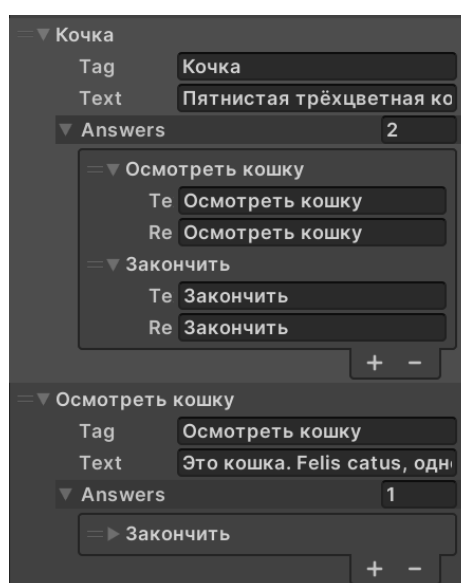 Кочка
Tag Кочка
Text Пятнистая трёхцветная ко
Answers 2
Осмотреть кошку
Te Осмотреть кошку
Re Осмотреть кошку
Закончить
Te Закончить
Re Закончить
+ −
Осмотреть кошку
Tag Осмотреть кошку
Text Это кошка. Felis catus, одн
Answers 1
Закончить
+ −